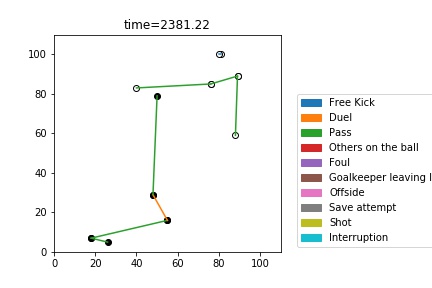 time=2381.22
100
80
60
40
20
0
0
20
40
60
80
100
Free Kick
Duel
Pass
Others on the ball
Foul
Goalkeeper leaving l
Offside
Save attempt
Shot
Interruption